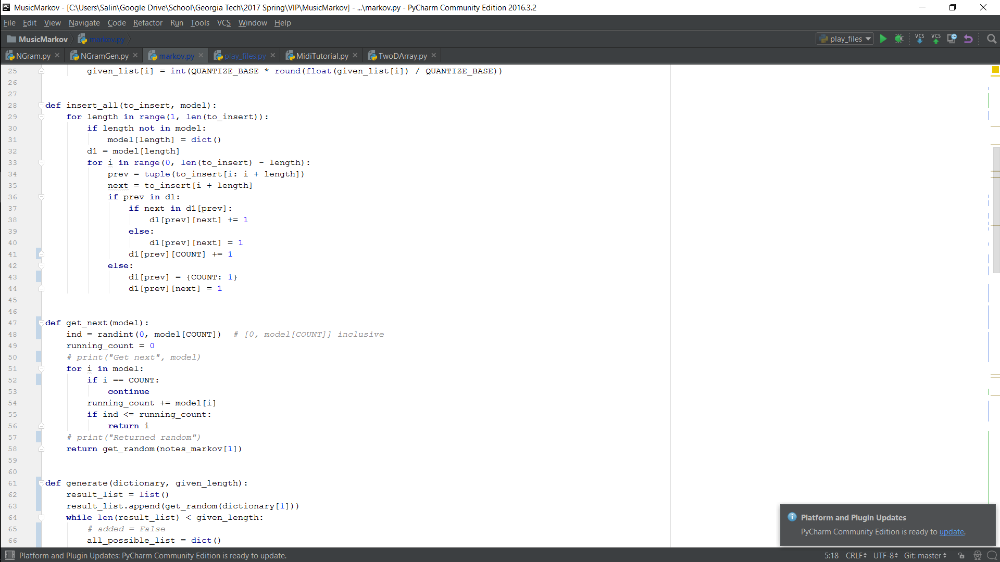 MusicMarkov - [C:\Users\Salin\Google Drive\School\Georgia Tech\2017 Spring\VIP\MusicMarkov] - ...\markov.py - PyCharm Community Edition 2016.3.2
File Edit View Navigate Code Refactor Run Tools VCS Window Help
MusicMarkov markov.py play_files VCS VCS
NGram.py NGramGen.py markov.py play_files.py MidiTutorial.py TwoDArray.py
25 given_list[i] = int(QUANTIZE_BASE * round(float(given_list[i]) / QUANTIZE_BASE))
26
27
28 def insert_all(to_insert, model):
29 for length in range(1, len(to_insert)):
30 if length not in model:
31 model[length] = dict()
32 d1 = model[length]
33 for i in range(0, len(to_insert) - length):
34 prev = tuple(to_insert[i: i + length])
35 next = to_insert[i + length]
36 if prev in d1:
37 if next in d1[prev]:
38 d1[prev][next] += 1
39 else:
40 d1[prev][next] = 1
41 d1[prev][COUNT] += 1
42 else:
43 d1[prev] = {COUNT: 1}
44 d1[prev][next] = 1
45
46
47 def get_next(model):
48 ind = randint(0, model[COUNT])  # [0, model[COUNT]] inclusive
49 running_count = 0
50 # print("Get next", model)
51 for i in model:
52 if i == COUNT:
53 continue
54 running_count += model[i]
55 if ind <= running_count:
56 return i
57 # print("Returned random")
58 return get_random(notes_markov[1])
59
60
61 def generate(dictionary, given_length):
62 result_list = list()
63 result_list.append(get_random(dictionary[1]))
64 while len(result_list) < given_length:
65 # added = False
66 all_possible_list = dict()
Platform and Plugin Updates
PyCharm Community Edition is ready to update.
Platform and Plugin Updates: PyCharm Community Edition is ready to update. 5:18 CRLF UTF-8 Git: master